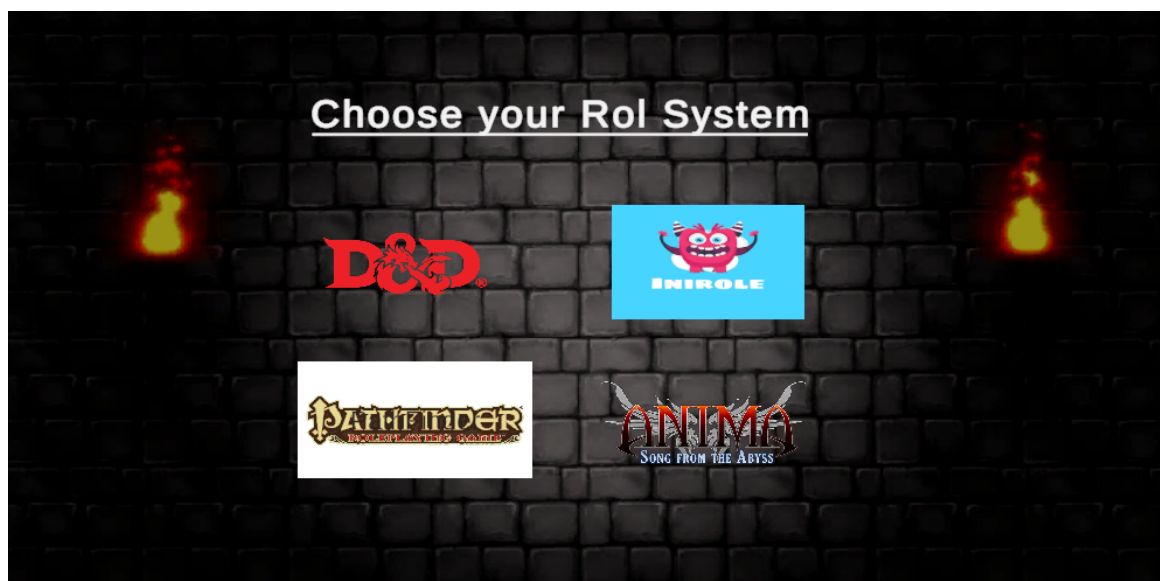 Choose your Rol System
D&D®
INIROLE
PATHFINDER
ROLEPLAYING GAME
ANIMA
SONG FROM THE ABYSS